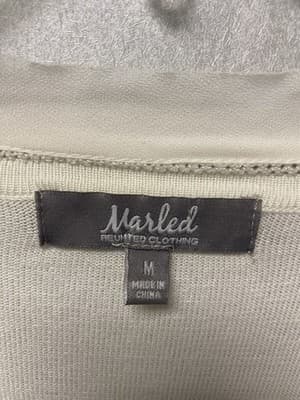 Marled
REUNITED CLOTHING
M
MADE IN
CHINA